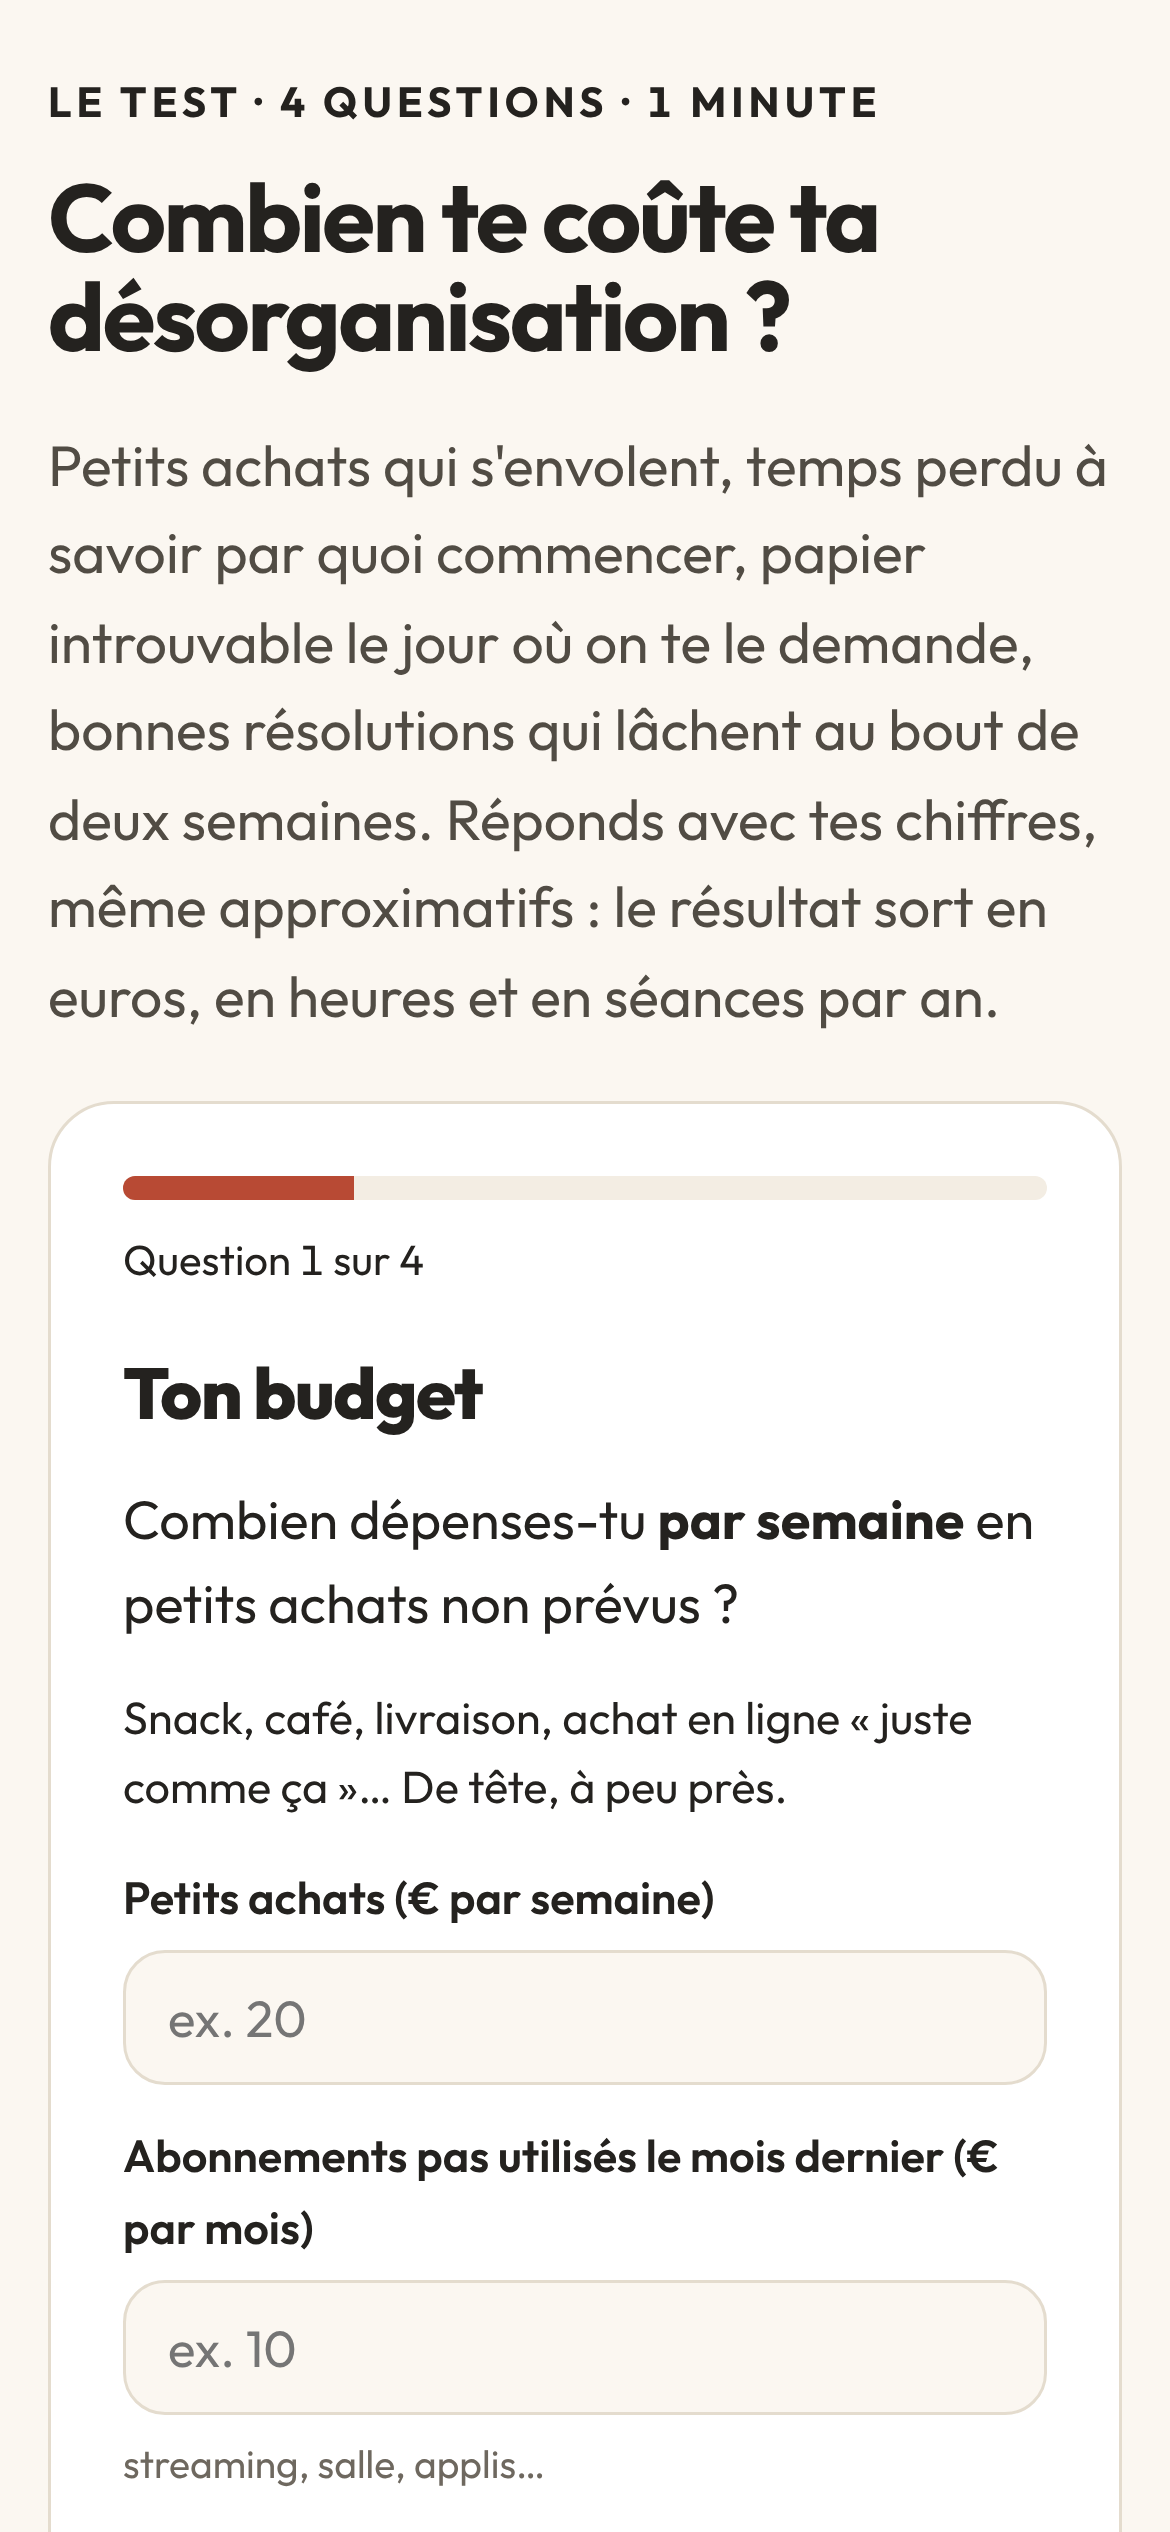 LE TEST · 4 QUESTIONS · 1 MINUTE
Combien te coûte ta
désorganisation ?
Petits achats qui s'envolent, temps perdu à
savoir par quoi commencer, papier
introuvable le jour où on te le demande,
bonnes résolutions qui lâchent au bout de
deux semaines. Réponds avec tes chiffres,
même approximatifs : le résultat sort en
euros, en heures et en séances par an.
Question 1 sur 4
Ton budget
Combien dépenses-tu par semaine en
petits achats non prévus ?
Snack, café, livraison, achat en ligne « juste
comme ça »... De tête, à peu près.
Petits achats (€ par semaine)
ex. 20
Abonnements pas utilisés le mois dernier (€
par mois)
ex. 10
streaming, salle, applis...